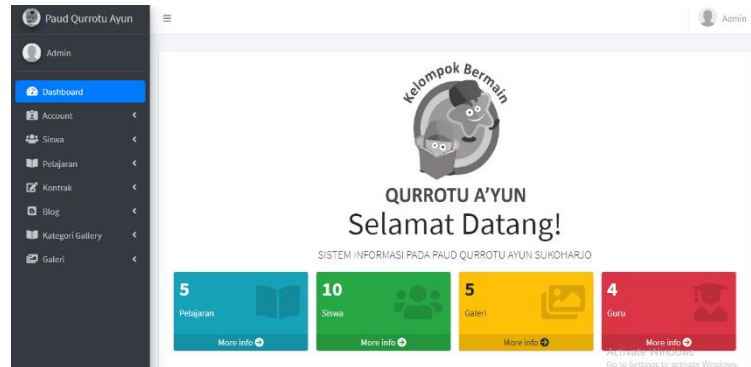 Paud Qurrotu Ayun
Admin
Admin
Dashboard
Account
Siswa
Pelajaran
Kontrak
Blog
Kategori Gallery
Galeri
Kelompok Bermain
QURROTU A'YUN
Selamat Datang!
SISTEM INFORMASI PADA PAUD QURROTU AYUN SUKOHARJO
5
Pelajaran
More info
10
Siswa
More info
5
Galeri
More info
4
Guru
More info
Activate Windows
Go to Settings to activate Windows.